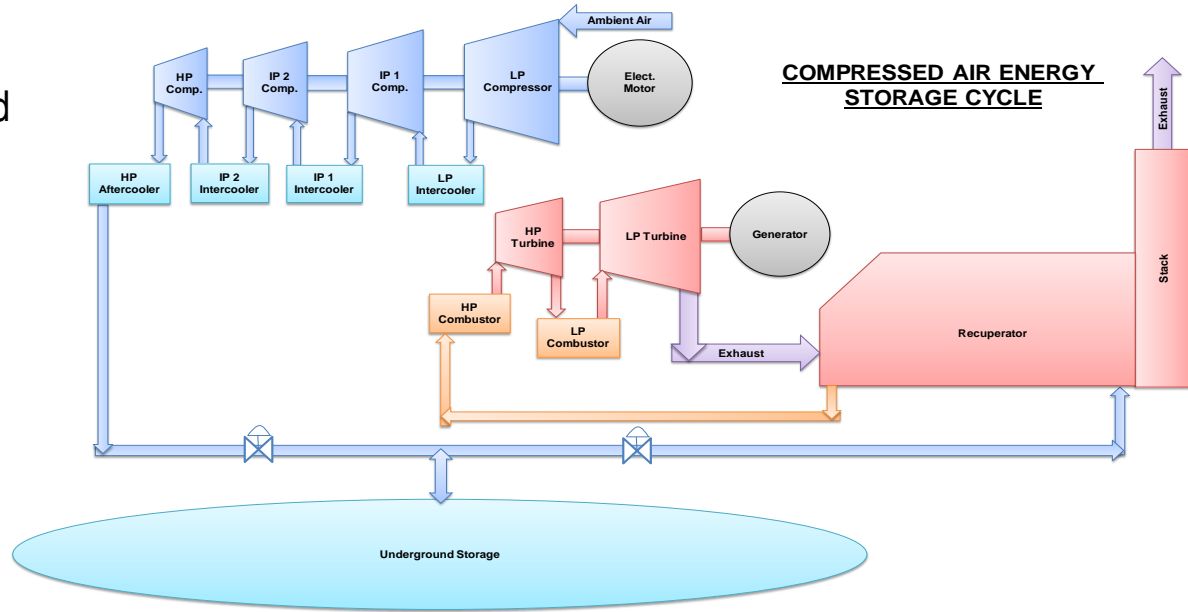 d
Ambient Air
COMPRESSED AIR ENERGY
STORAGE CYCLE
HP
Comp.
IP 2
Comp.
IP 1
Comp.
LP
Compressor
Elect.
Motor
Exhaust
HP
Aftercooler
IP 2
Intercooler
IP 1
Intercooler
LP
Intercooler
HP
Turbine
LP Turbine
Generator
Stack
HP
Combustor
LP
Combustor
Exhaust
Recuperator
Underground Storage